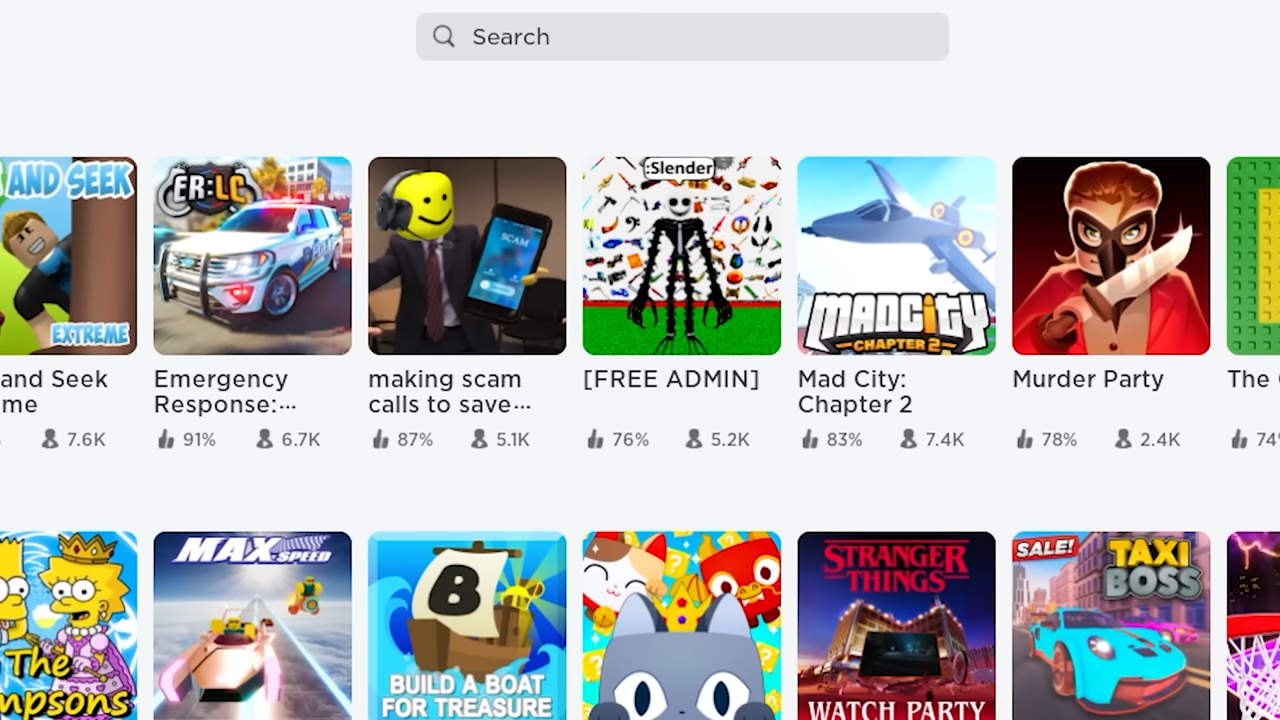 Search
AND SEEK
EXTREME
ER:LC
SCAM
:Slender
MADCITY
CHAPTER 2
and Seek
me
Emergency
Response:...
making scam
calls to save...
[FREE ADMIN]
Mad City:
Chapter 2
Murder Party
The
7.6K
91%
6.7K
87%
5.1K
76%
5.2K
83%
7.4K
78%
2.4K
74%
The
mpsons
MAX SPEED
B
BUILD A BOAT
FOR TREASURE
STRANGER
THINGS
WATCH PARTY
SALE!
TAXI
BOSS